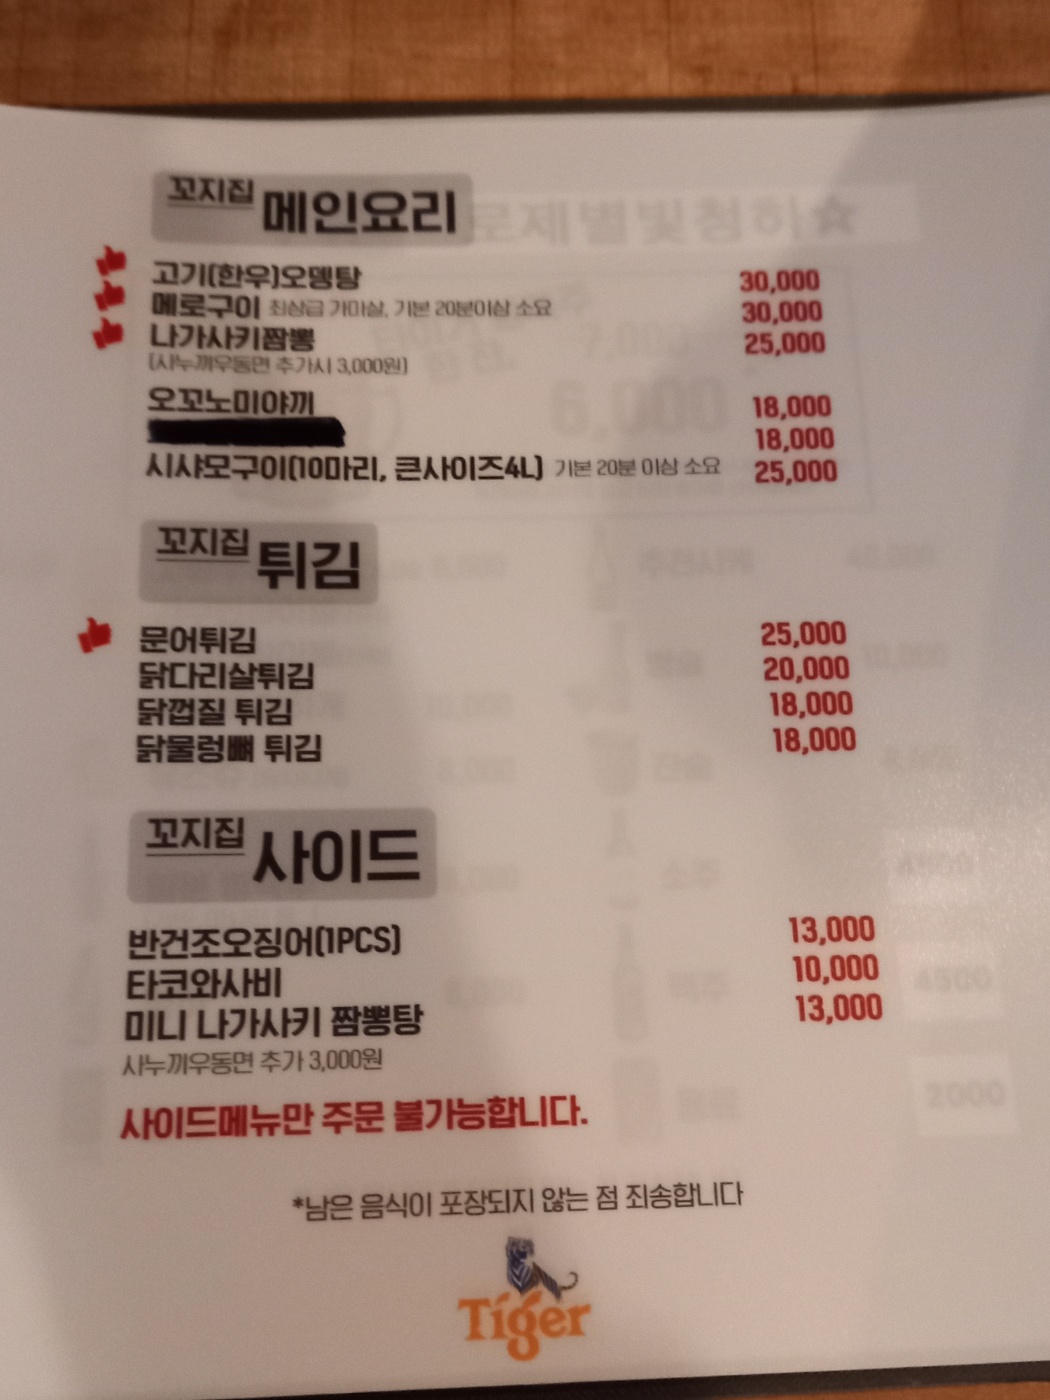 꼬지집 메인요리
고기(한우)오뎅탕 30,000
메로구이 최상급 가마살, 기본 20분이상 소요 30,000
나가사키짬뽕 25,000
(사누끼우동면 추가시 3,000원)
오꼬노미야끼 18,000
18,000
시샤모구이(10마리, 큰사이즈4L) 기본 20분 이상 소요 25,000
꼬지집 튀김
문어튀김 25,000
닭다리살튀김 20,000
닭껍질 튀김 18,000
닭물렁뼈 튀김 18,000
꼬지집 사이드
반건조오징어(1PCS) 13,000
타코와사비 10,000
미니 나가사키 짬뽕탕 13,000
사누끼우동면 추가 3,000원
사이드메뉴만 주문 불가능합니다.
*남은 음식이 포장되지 않는 점 죄송합니다
Tiger